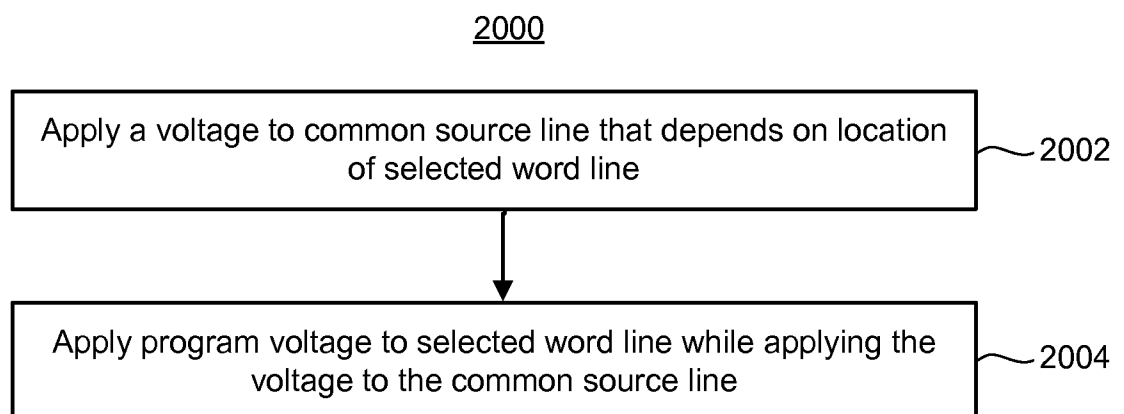 2000
Apply a voltage to common source line that depends on location
of selected word line
2002
Apply program voltage to selected word line while applying the
voltage to the common source line
2004